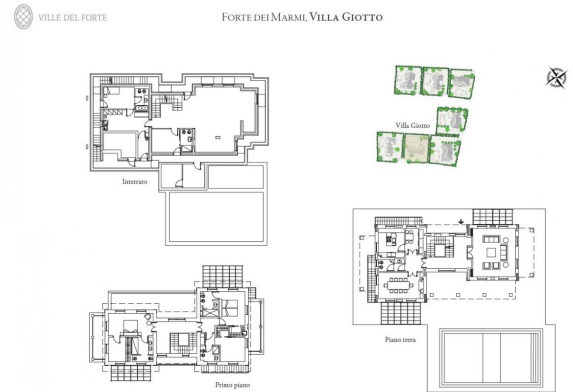 VILLE DEL FORTE
FORTE DEI MARMI, VILLA GIOTTO
Villa Giotto
Interrato
Piano terra
Primo piano